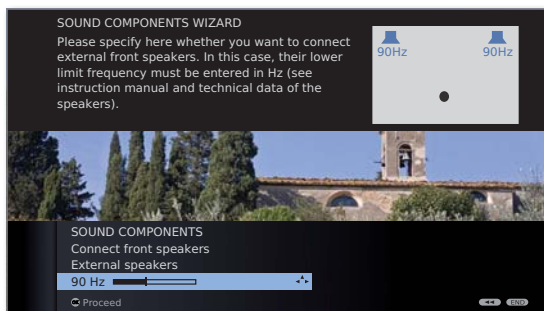 SOUND COMPONENTS WIZARD
Please specify here whether you want to connect
external front speakers. In this case, their lower
limit frequency must be entered in Hz (see
instruction manual and technical data of the
speakers).
90Hz 90Hz
SOUND COMPONENTS
Connect front speakers
External speakers
90 Hz
OK Proceed
END